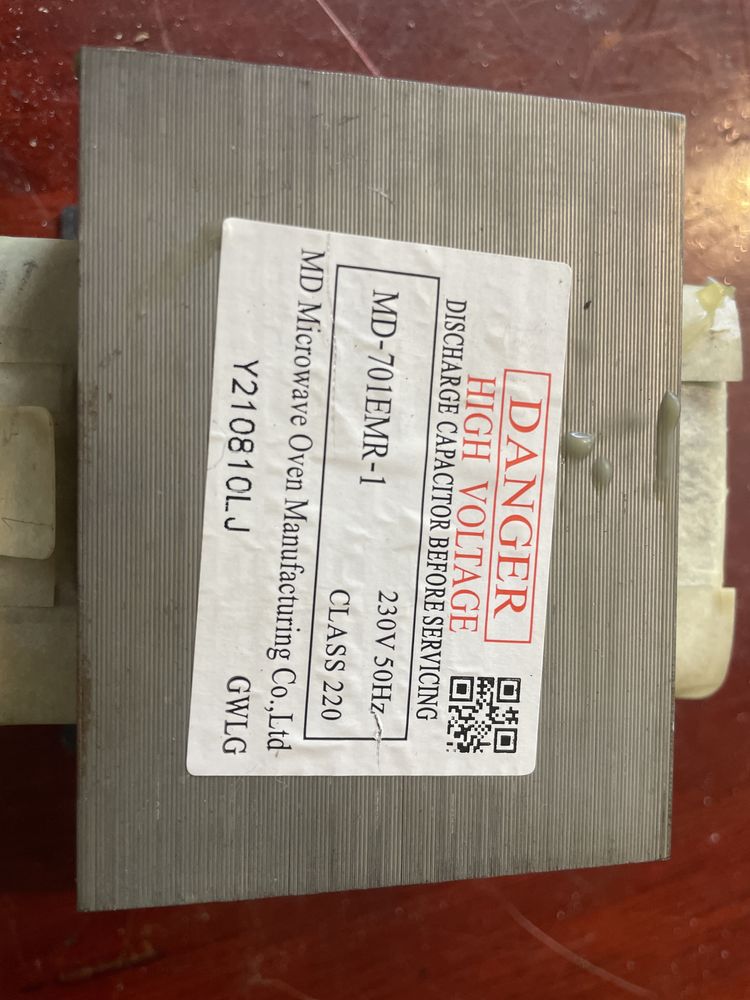 DANGER
HIGH VOLTAGE
DISCHARGE CAPACITOR BEFORE SERVICING
MD-701EMR-1 230V 50Hz
CLASS 220
MD Microwave Oven Manufacturing Co.,Ltd
Y210810LJ GWLG